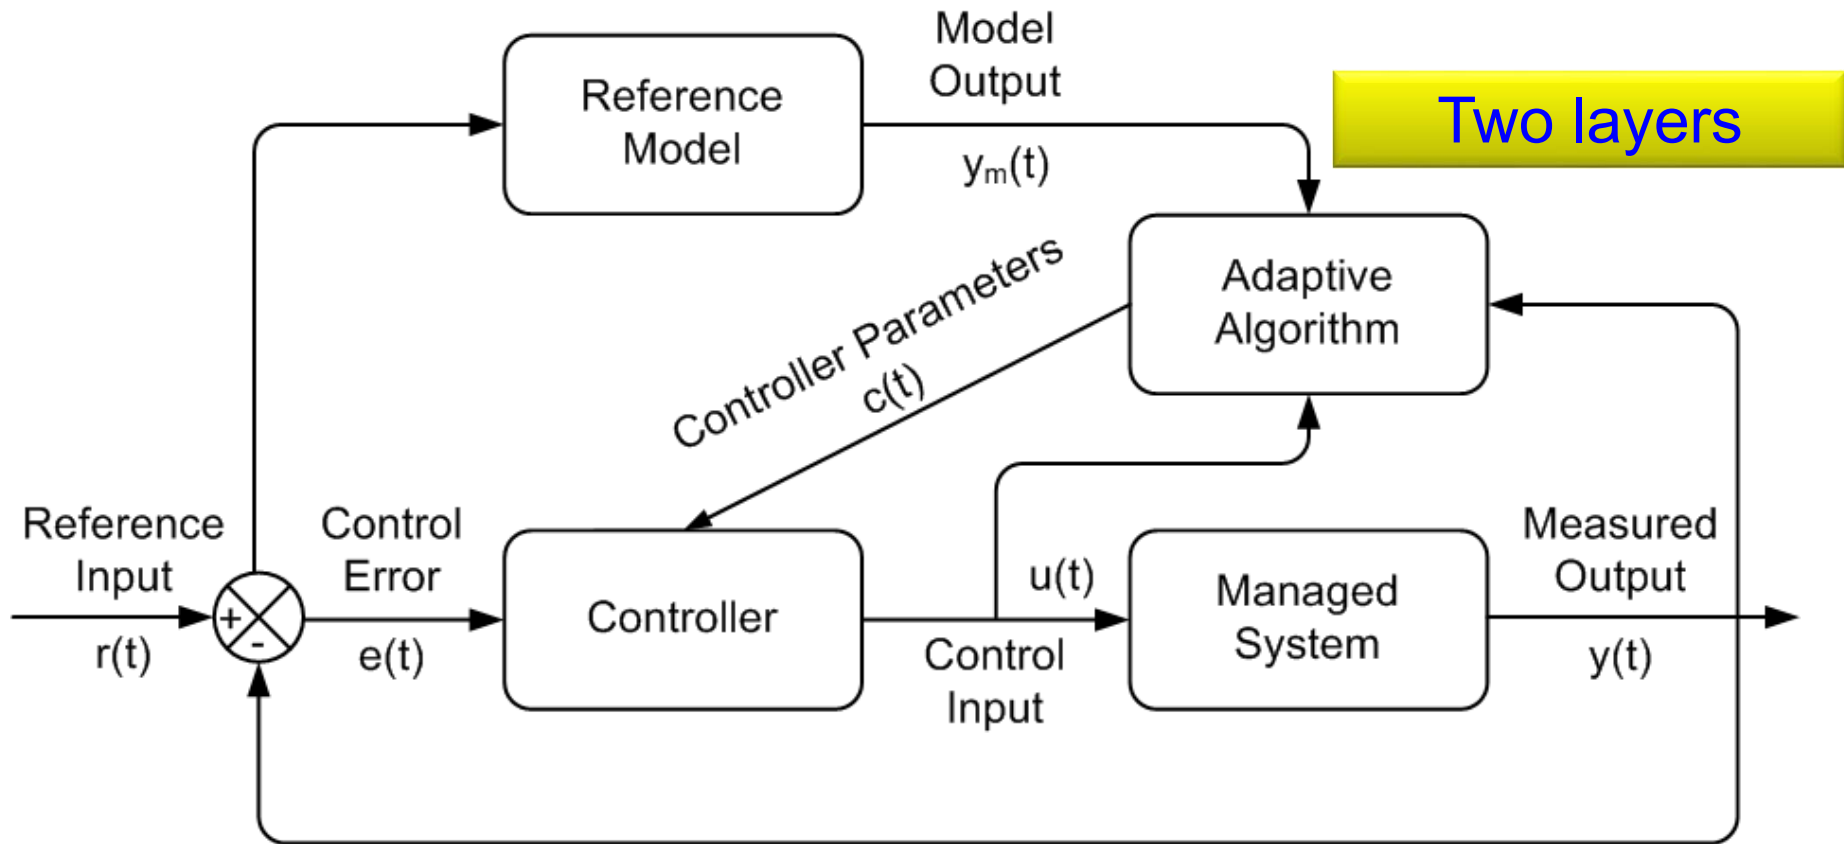 Model
Output
Two layers
Reference
Model
yₘ(t)
Adaptive
Algorithm
Controller Parameters
c(t)
Reference
Input
Control
Error
Controller
u(t)
Managed
System
Measured
Output
+
-
r(t)
e(t)
Control
Input
y(t)